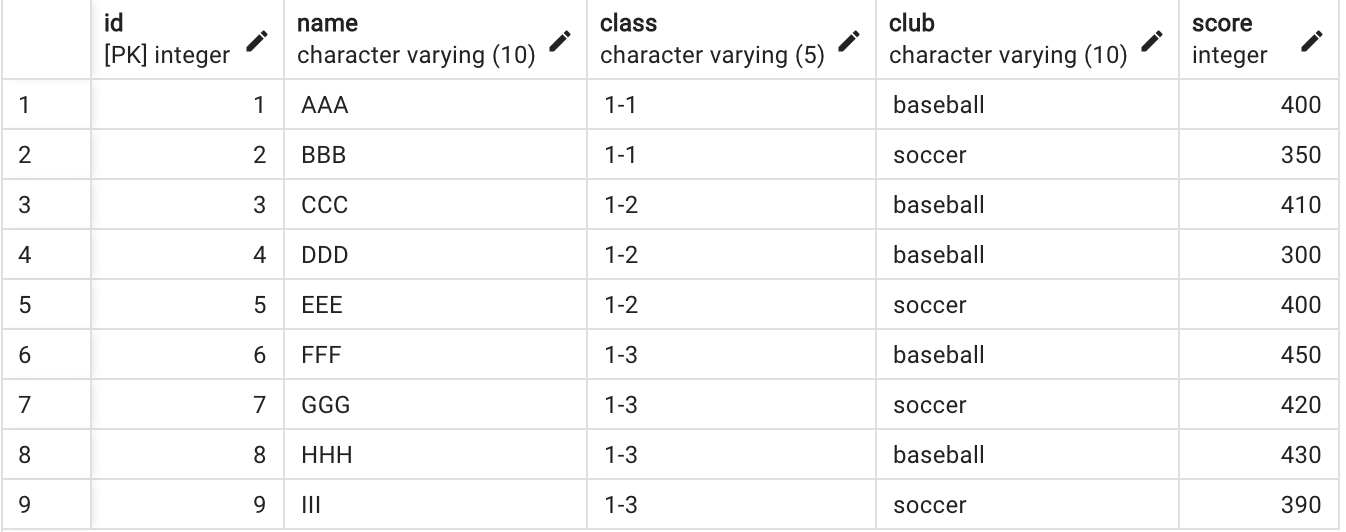 id name class club score
[PK] integer character varying (10) character varying (5) character varying (10) integer
1 1 AAA 1-1 baseball 400
2 2 BBB 1-1 soccer 350
3 3 CCC 1-2 baseball 410
4 4 DDD 1-2 baseball 300
5 5 EEE 1-2 soccer 400
6 6 FFF 1-3 baseball 450
7 7 GGG 1-3 soccer 420
8 8 HHH 1-3 baseball 430
9 9 III 1-3 soccer 390